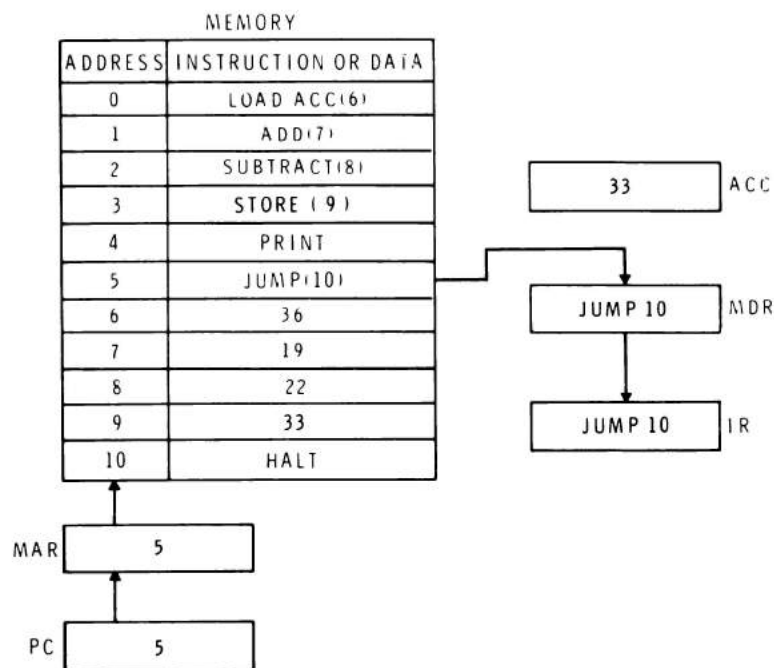 MEMORY
ADDRESS INSTRUCTION OR DATA
0 LOAD ACC(6)
1 ADD(7)
2 SUBTRACT(8)
3 STORE (9)
4 PRINT
5 JUMP(10)
6 36
7 19
8 22
9 33
10 HALT
33 ACC
JUMP 10 MDR
JUMP 10 IR
MAR 5
PC 5